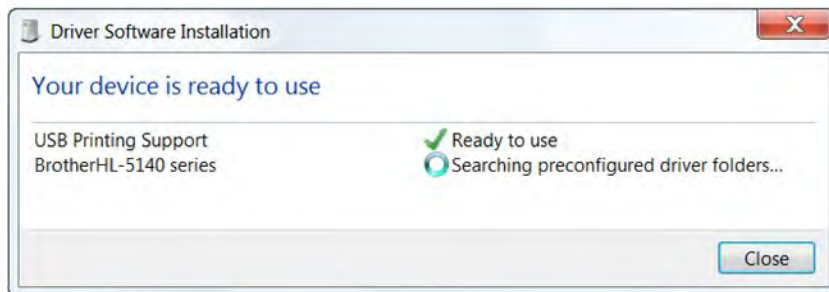 Driver Software Installation
Your device is ready to use
USB Printing Support Ready to use
BrotherHL-5140 series Searching preconfigured driver folders...
Close